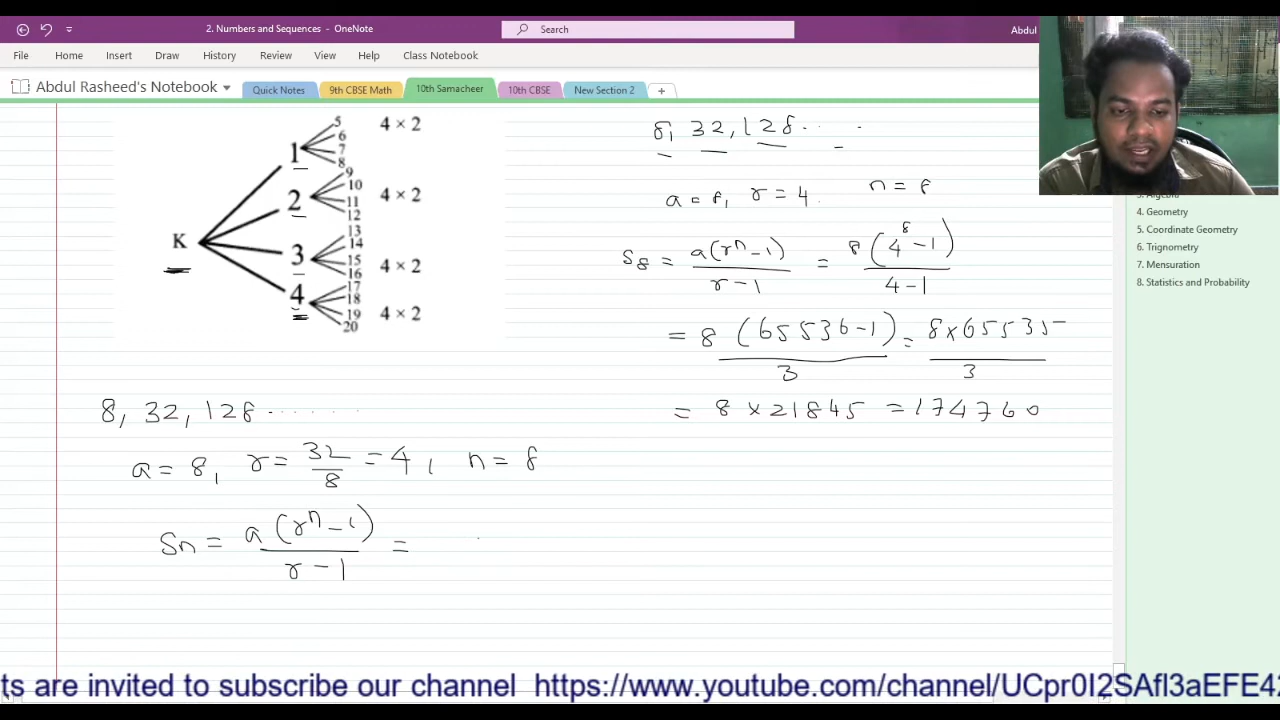 2. Numbers and Sequences - OneNote
Search
Abdul
File Home Insert Draw History Review View Help Class Notebook
Abdul Rasheed's Notebook
Quick Notes
9th CBSE Math
10th Samacheer
10th CBSE
New Section 2
4. Geometry
5. Coordinate Geometry
6. Trignometry
7. Mensuration
8. Statistics and Probability
K
1
5
6
7
8
4 × 2
2
9
10
11
12
4 × 2
3
13
14
15
16
4 × 2
4
17
18
19
20
4 × 2
8, 32, 128 .......
a = 8, r = 32/8 = 4, n = 8
Sn = a(r^n - 1)/(r - 1) =
8, 32, 128 ....
a = 8, r = 4. n = 8
S8 = a(r^n - 1)/(r - 1) = 8(4^8 - 1)/(4 - 1)
= 8 (65536 - 1)/3 = 8×65535/3
= 8 × 21845 = 174760
ts are invited to subscribe our channel https://www.youtube.com/channel/UCpr0I2SAfl3aEFE42